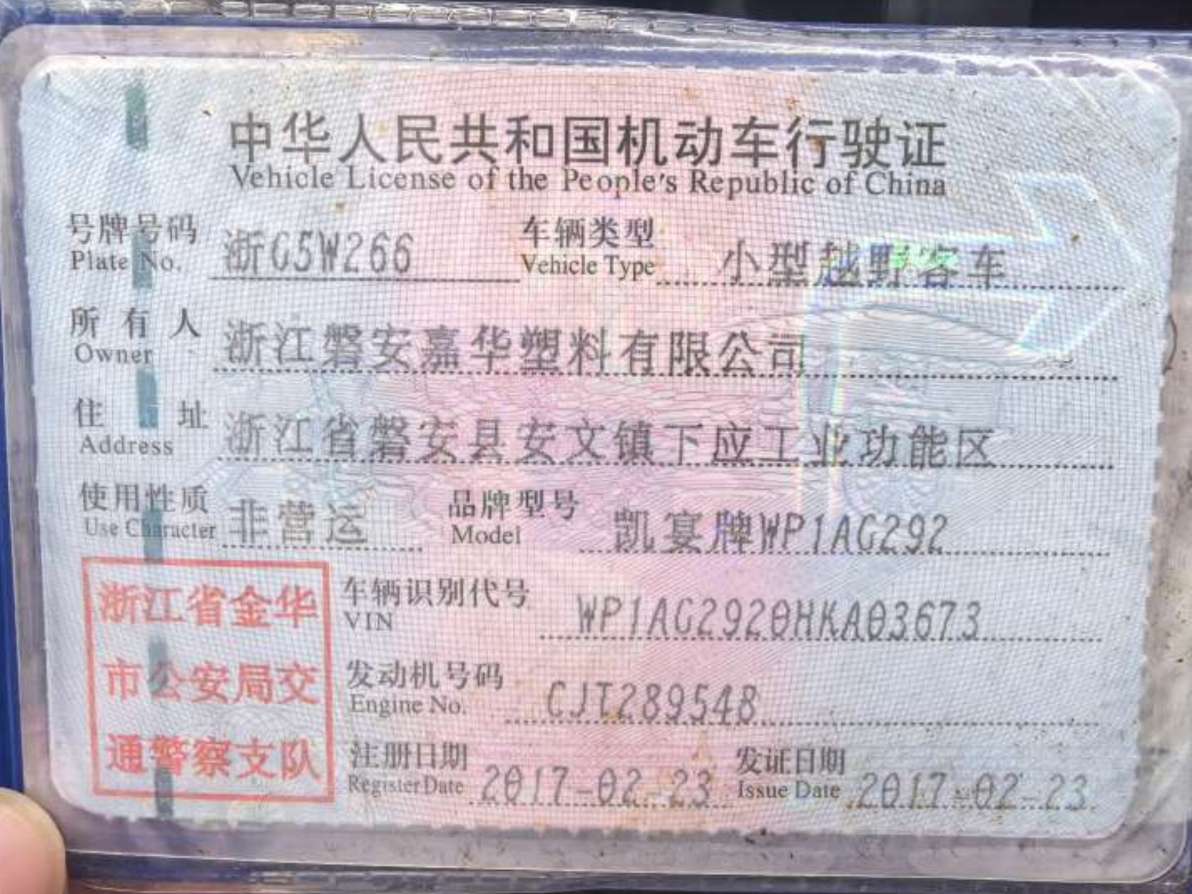 中华人民共和国机动车行驶证
Vehicle License of the People's Republic of China
号牌号码 浙G5W266 车辆类型 小型越野客车
Plate No. Vehicle Type
所有人 浙江磐安嘉华塑料有限公司
Owner
住址 浙江省磐安县安文镇下应工业功能区
Address
使用性质 非营运 品牌型号 凯宴牌WP1AG292
Use Character Model
浙江省金华
市公安局交
通警察支队
车辆识别代号 WP1AG2920HKA03673
VIN
发动机号码 CJT289548
Engine No.
注册日期 2017-02-23 发证日期 2017-02-23
Register Date Issue Date